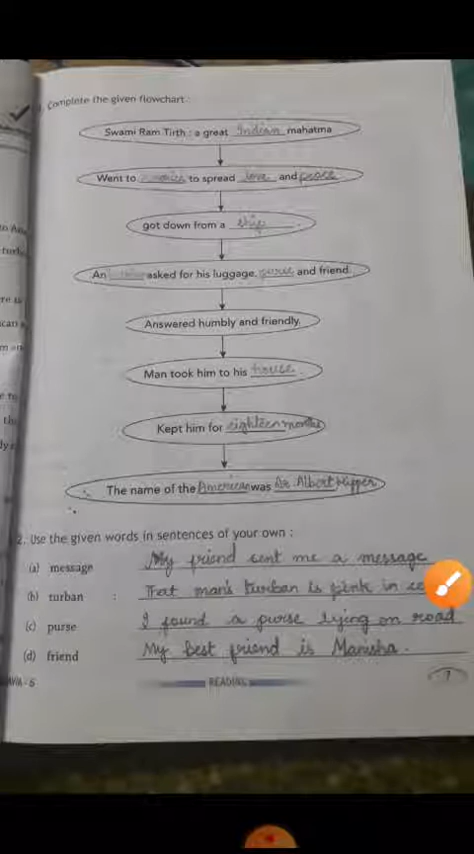 1. Complete the given flowchart :
Swami Ram Tirth : a great Indian mahatma
Went to to spread love and peace
got down from a ship.
An asked for his luggage, purse and friend.
Answered humbly and friendly.
Man took him to his house.
Kept him for eighteen months
The name of the American was Dr. Albert Hipper
2. Use the given words in sentences of your own :
(a) message My friend sent me a message
(b) turban : That man's turban is pink in
(c) purse I found a purse lying on road
(d) friend My best friend is Manisha.
READING
7